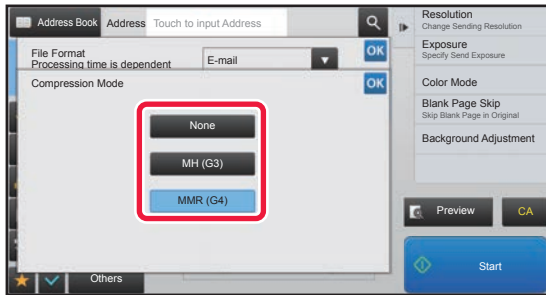 Address Book
Address
Touch to input Address
File Format
Processing time is dependent
E-mail
OK
Compression Mode
OK
None
MH (G3)
MMR (G4)
Others
Resolution
Change Sending Resolution
Exposure
Specify Send Exposure
Color Mode
Blank Page Skip
Skip Blank Page in Original
Background Adjustment
Preview
CA
Start